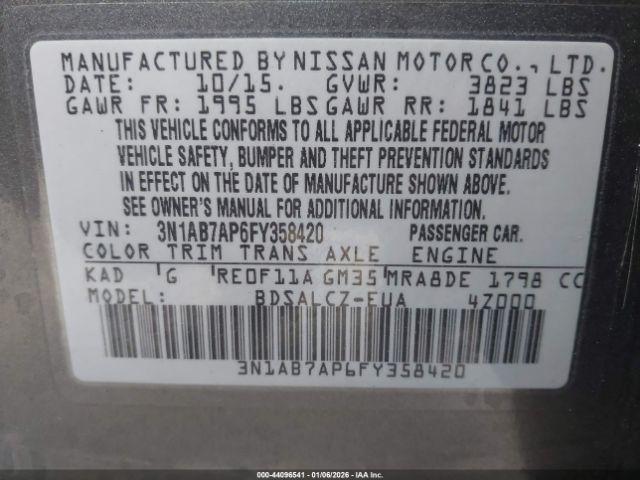 MANUFACTURED BY NISSAN MOTOR CO., LTD.
DATE: 10/15. GVWR: 3823 LBS
GAWR FR: 1995 LBS GAWR RR: 1841 LBS
THIS VEHICLE CONFORMS TO ALL APPLICABLE FEDERAL MOTOR
VEHICLE SAFETY, BUMPER AND THEFT PREVENTION STANDARDS
IN EFFECT ON THE DATE OF MANUFACTURE SHOWN ABOVE.
SEE OWNER'S MANUAL FOR ADDITIONAL INFORMATION.
VIN: 3N1AB7AP6FY358420 PASSENGER CAR.
COLOR TRIM TRANS AXLE ENGINE
KAD G RE0F11A GM35 MRA8DE 1798 CC
MODEL: BDSALCZ-EUA 4Z000
3N1AB7AP6FY358420
000-44096541 - 01/06/2026 - IAA Inc.